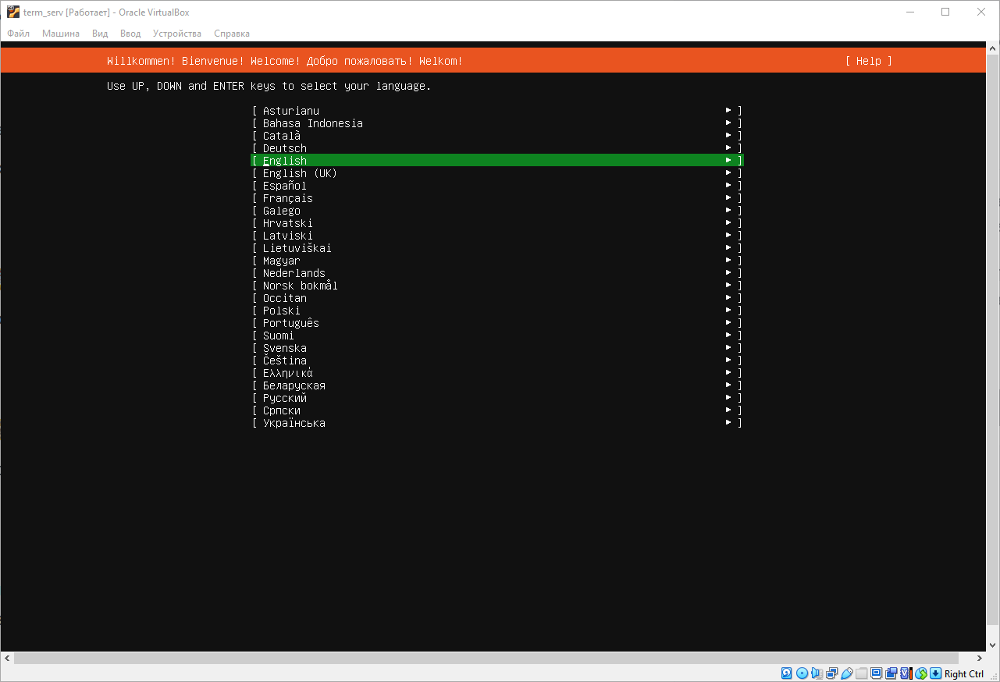 term_serv [Работает] - Oracle VirtualBox
Файл Машина Вид Ввод Устройства Справка
Willkommen! Bienvenue! Welcome! Добро пожаловать! Welkom! [ Help ]
Use UP, DOWN and ENTER keys to select your language.
[ Asturianu ► ]
[ Bahasa Indonesia ► ]
[ Català ► ]
[ Deutsch ► ]
[ English ► ]
[ English (UK) ► ]
[ Español ► ]
[ Français ► ]
[ Galego ► ]
[ Hrvatski ► ]
[ Latviski ► ]
[ Lietuviškai ► ]
[ Magyar ► ]
[ Nederlands ► ]
[ Norsk bokmål ► ]
[ Occitan ► ]
[ Polski ► ]
[ Português ► ]
[ Suomi ► ]
[ Svenska ► ]
[ Čeština ► ]
[ Ελληνικά ► ]
[ Беларуская ► ]
[ Русский ► ]
[ Српски ► ]
[ Українська ► ]
Right Ctrl